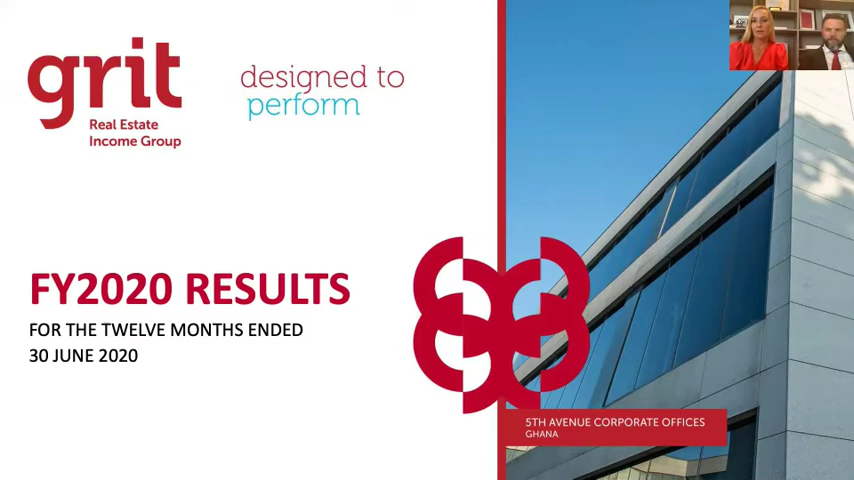 grit
Real Estate
Income Group
designed to
perform
FY2020 RESULTS
FOR THE TWELVE MONTHS ENDED
30 JUNE 2020
5TH AVENUE CORPORATE OFFICES
GHANA